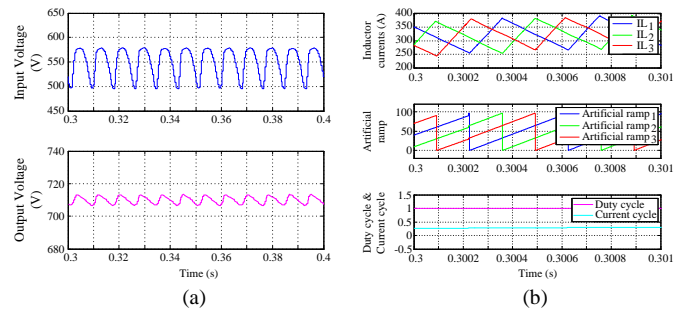 (a)
650
600
550
500
450
Input Voltage
(V)
0.3 0.32 0.34 0.36 0.38 0.4
740
720
700
680
Output Voltage
(V)
0.3 0.32 0.34 0.36 0.38 0.4
Time (s)
(a)
(b)
400
350
300
250
200
Inductor
currents (A)
IL1
IL2
IL3
0.3 0.3002 0.3004 0.3006 0.3008 0.301
100
50
0
Artificial
ramp
Artificial ramp1
Artificial ramp2
Artificial ramp3
0.3 0.3002 0.3004 0.3006 0.3008 0.301
1.5
1
0.5
0
-0.5
Duty cycle &
Current cycle
Duty cycle
Current cycle
0.3 0.3002 0.3004 0.3006 0.3008 0.301
Time (s)
(b)